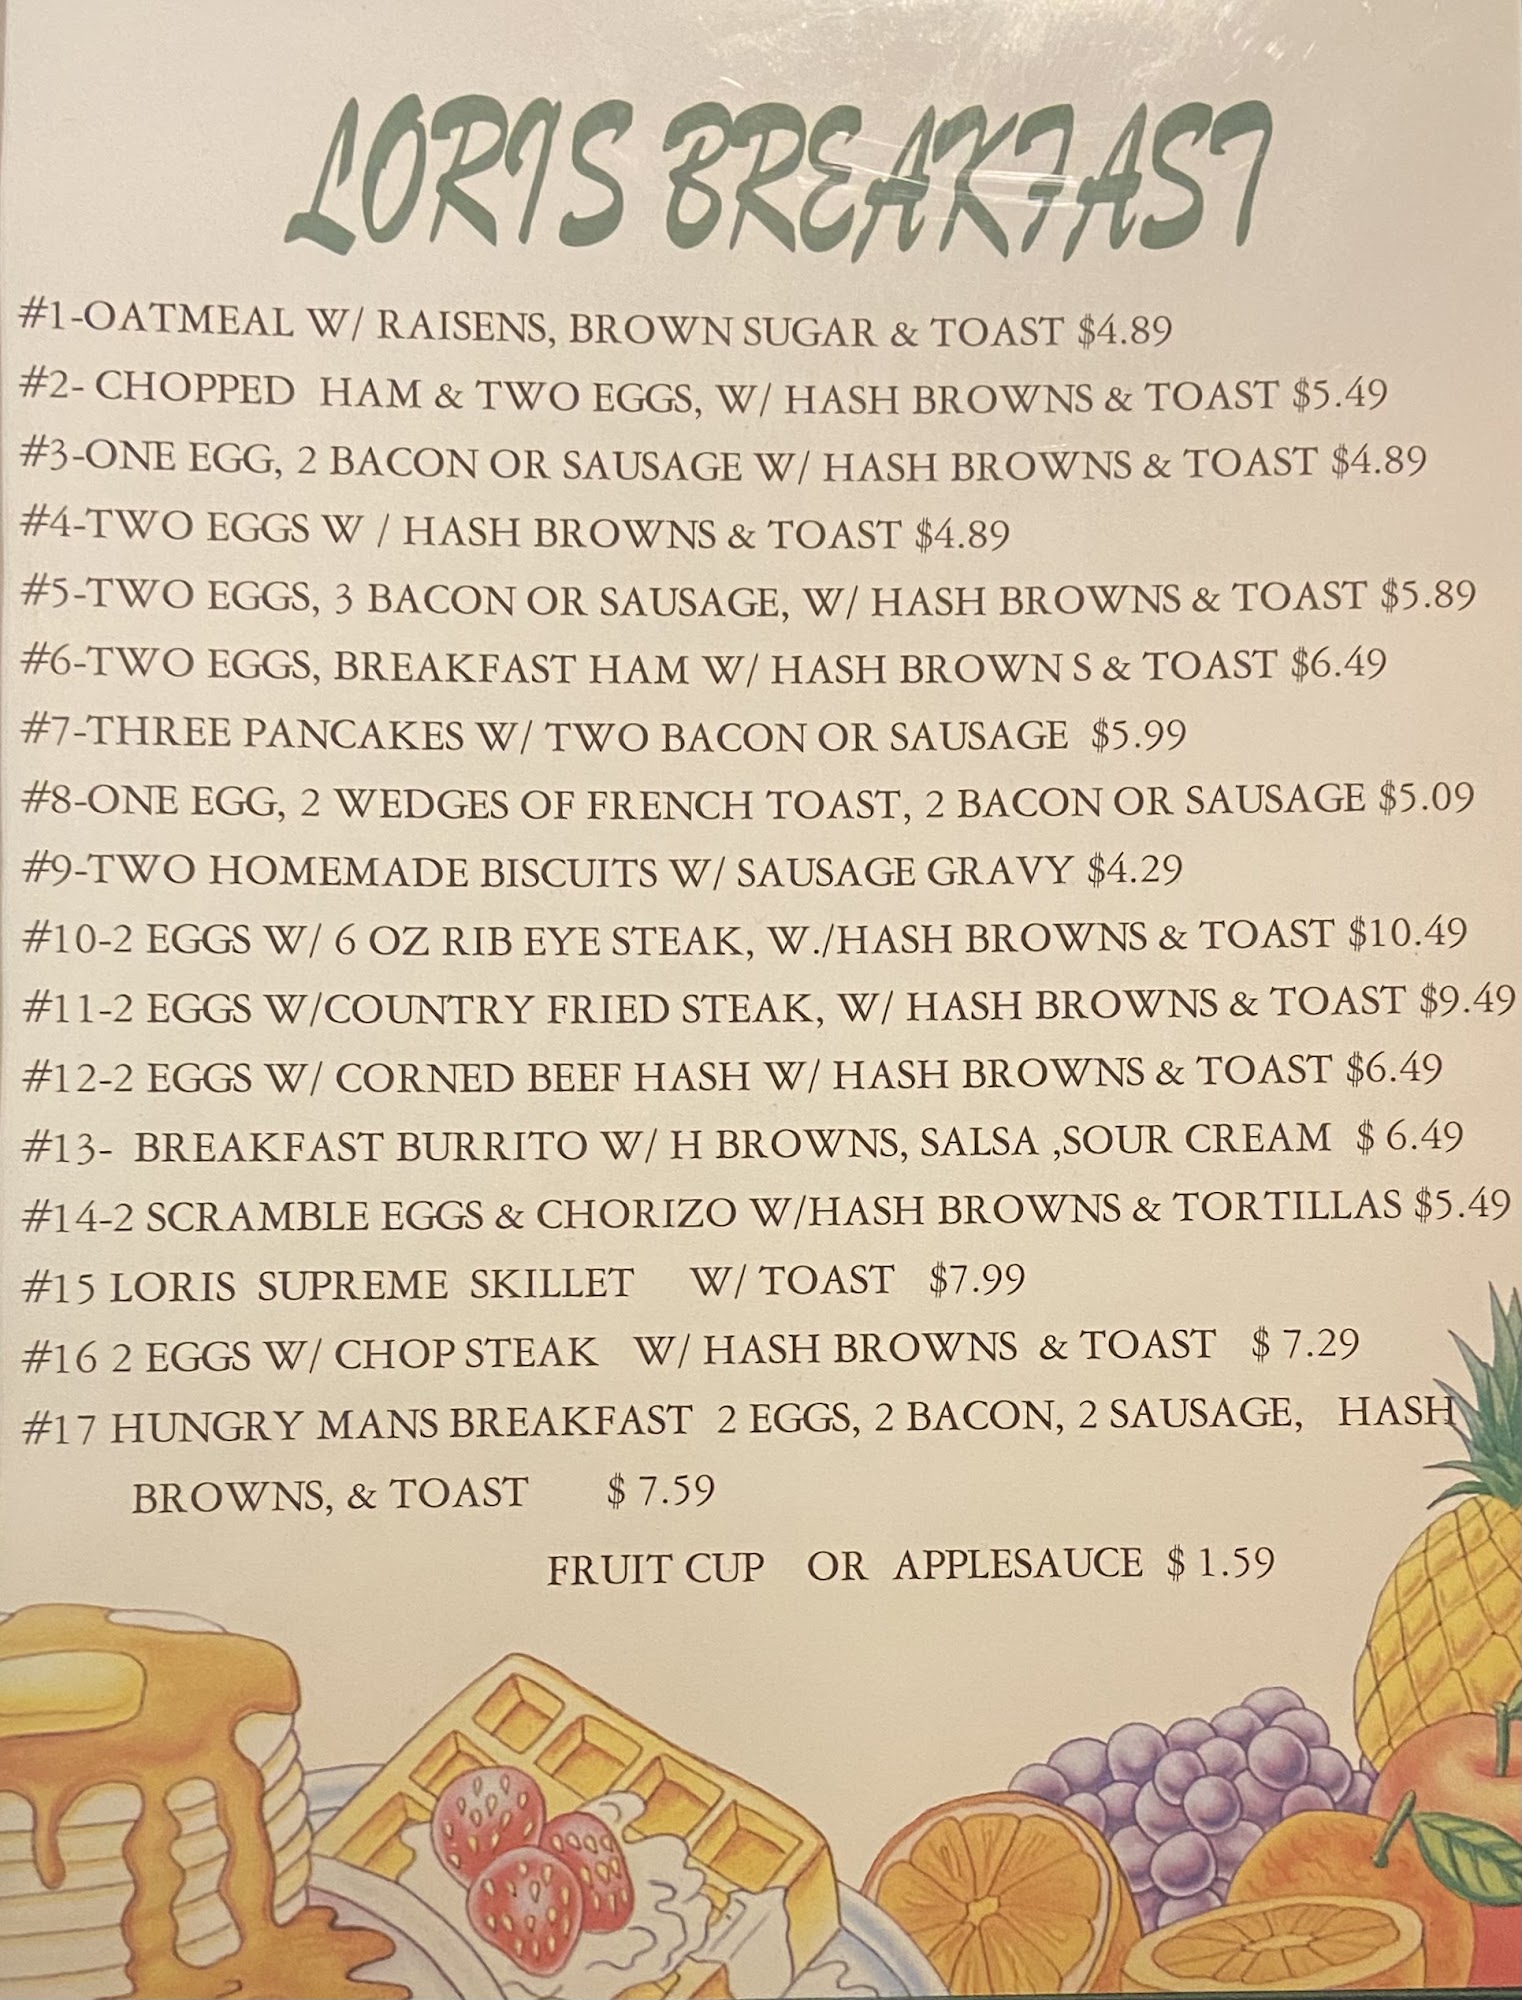 LORIS BREAKFAST
#1-OATMEAL W/ RAISENS, BROWN SUGAR & TOAST $4.89
#2- CHOPPED HAM & TWO EGGS, W/ HASH BROWNS & TOAST $5.49
#3-ONE EGG, 2 BACON OR SAUSAGE W/ HASH BROWNS & TOAST $4.89
#4-TWO EGGS W / HASH BROWNS & TOAST $4.89
#5-TWO EGGS, 3 BACON OR SAUSAGE, W/ HASH BROWNS & TOAST $5.89
#6-TWO EGGS, BREAKFAST HAM W/ HASH BROWN S & TOAST $6.49
#7-THREE PANCAKES W/ TWO BACON OR SAUSAGE $5.99
#8-ONE EGG, 2 WEDGES OF FRENCH TOAST, 2 BACON OR SAUSAGE $5.09
#9-TWO HOMEMADE BISCUITS W/ SAUSAGE GRAVY $4.29
#10-2 EGGS W/ 6 OZ RIB EYE STEAK, W./HASH BROWNS & TOAST $10.49
#11-2 EGGS W/COUNTRY FRIED STEAK, W/ HASH BROWNS & TOAST $9.49
#12-2 EGGS W/ CORNED BEEF HASH W/ HASH BROWNS & TOAST $6.49
#13- BREAKFAST BURRITO W/ H BROWNS, SALSA ,SOUR CREAM $ 6.49
#14-2 SCRAMBLE EGGS & CHORIZO W/HASH BROWNS & TORTILLAS $5.49
#15 LORIS SUPREME SKILLET W/ TOAST $7.99
#16 2 EGGS W/ CHOP STEAK W/ HASH BROWNS & TOAST $ 7.29
#17 HUNGRY MANS BREAKFAST 2 EGGS, 2 BACON, 2 SAUSAGE, HASH
BROWNS, & TOAST $ 7.59
FRUIT CUP OR APPLESAUCE $ 1.59